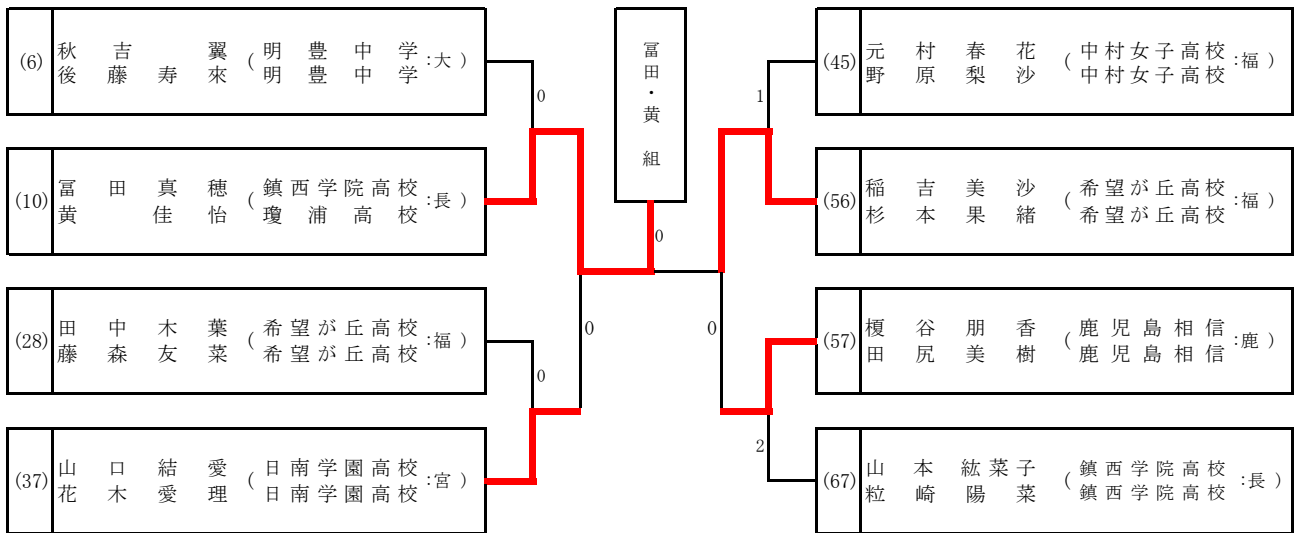 (6) 秋吉翼 (明豊中学:大)
後藤寿來 明豊中学
0
(10) 冨田真穂 (鎮西学院高校:長)
黄佳怡 瓊浦高校
(28) 田中木葉 (希望が丘高校:福)
藤森友菜 希望が丘高校
0
(37) 山口結愛 (日南学園高校:宮)
花木愛理 日南学園高校
0
冨田・黄組
0
0
(45) 元村春花 (中村女子高校:福)
野原梨沙 中村女子高校
1
(56) 稲吉美沙 (希望が丘高校:福)
杉本果緒 希望が丘高校
(57) 榎谷朋香 (鹿児島相信:鹿)
田尻美樹 鹿児島相信
2
(67) 山本紘菜子 (鎮西学院高校:長)
粒崎陽菜 鎮西学院高校